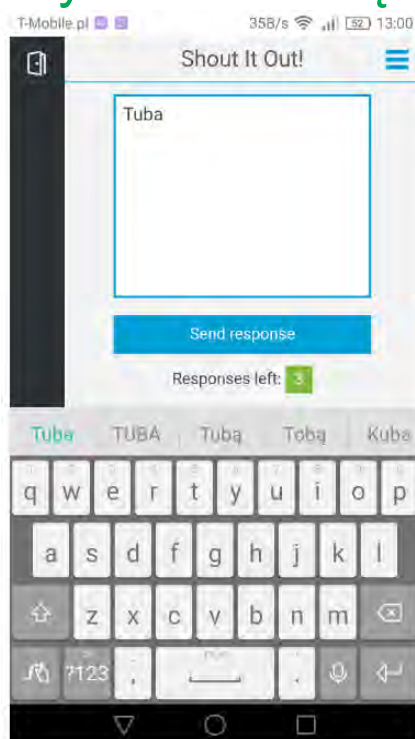 T-Mobile.pl 358/s 52 13:00
Shout It Out!
Tuba
Send response
Responses left: 3
Tuba TUBA Tubą Tobą Kuba
q w e r t y u i o p
a s d f g h j k l
z x c v b n m
?123 , .